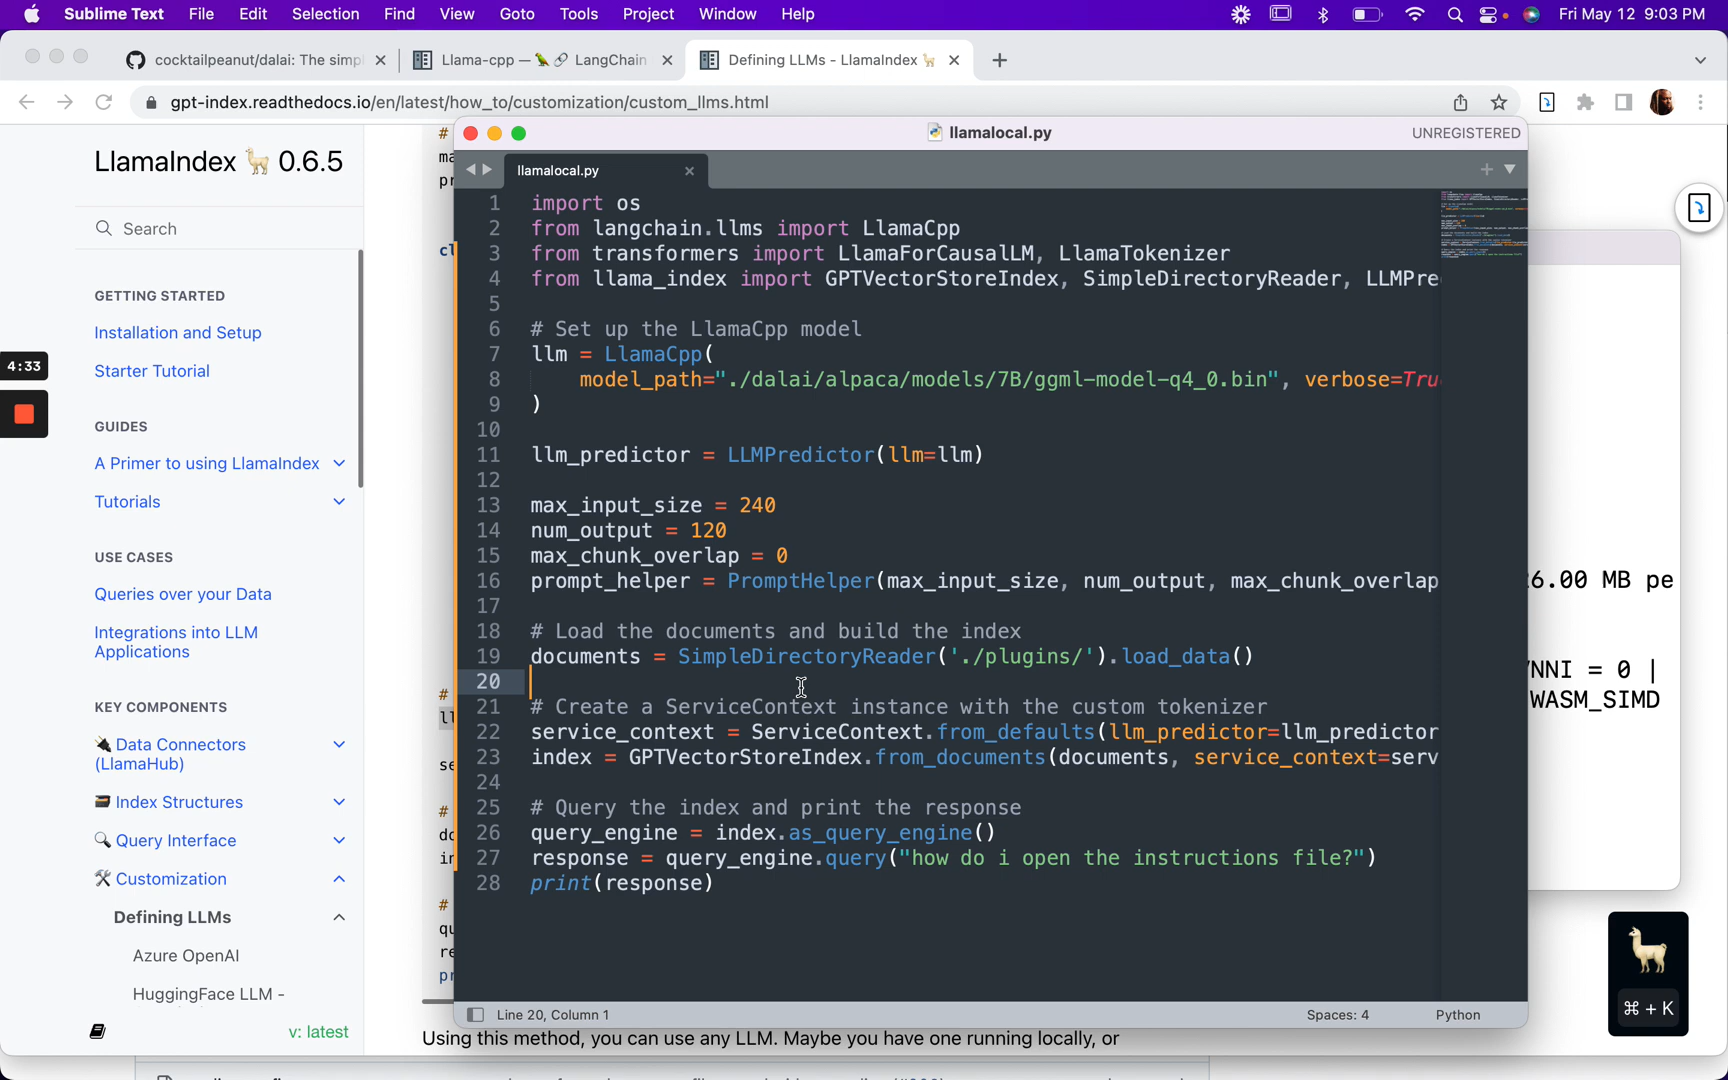 Sublime Text File Edit Selection Find View Goto Tools Project Window Help Fri May 12 9:03 PM
cocktailpeanut/dalai: The simpl Llama-cpp — 🦜🔗 LangChain Defining LLMs - LlamaIndex 🦙
gpt-index.readthedocs.io/en/latest/how_to/customization/custom_llms.html
LlamaIndex 🦙 0.6.5
Search
GETTING STARTED
Installation and Setup
Starter Tutorial
4:33
GUIDES
A Primer to using LlamaIndex
Tutorials
USE CASES
Queries over your Data
Integrations into LLM
Applications
KEY COMPONENTS
🔌 Data Connectors
(LlamaHub)
🗃️ Index Structures
🔍 Query Interface
🛠️ Customization
Defining LLMs
Azure OpenAI
HuggingFace LLM -
v: latest
#
ma
pr
cl
#
ll
se
#
do
in
#
qu
re
pr
llamalocal.py UNREGISTERED
llamalocal.py
1 import os
2 from langchain.llms import LlamaCpp
3 from transformers import LlamaForCausalLM, LlamaTokenizer
4 from llama_index import GPTVectorStoreIndex, SimpleDirectoryReader, LLMPre
5
6 # Set up the LlamaCpp model
7 llm = LlamaCpp(
8 model_path="./dalai/alpaca/models/7B/ggml-model-q4_0.bin", verbose=Tru
9 )
10
11 llm_predictor = LLMPredictor(llm=llm)
12
13 max_input_size = 240
14 num_output = 120
15 max_chunk_overlap = 0
16 prompt_helper = PromptHelper(max_input_size, num_output, max_chunk_overlap
17
18 # Load the documents and build the index
19 documents = SimpleDirectoryReader('./plugins/').load_data()
20
21 # Create a ServiceContext instance with the custom tokenizer
22 service_context = ServiceContext.from_defaults(llm_predictor=llm_predictor
23 index = GPTVectorStoreIndex.from_documents(documents, service_context=serv
24
25 # Query the index and print the response
26 query_engine = index.as_query_engine()
27 response = query_engine.query("how do i open the instructions file?")
28 print(response)
Line 20, Column 1 Spaces: 4 Python
6.00 MB pe
VNNI = 0 |
WASM_SIMD
⌘ + K
Using this method, you can use any LLM. Maybe you have one running locally, or